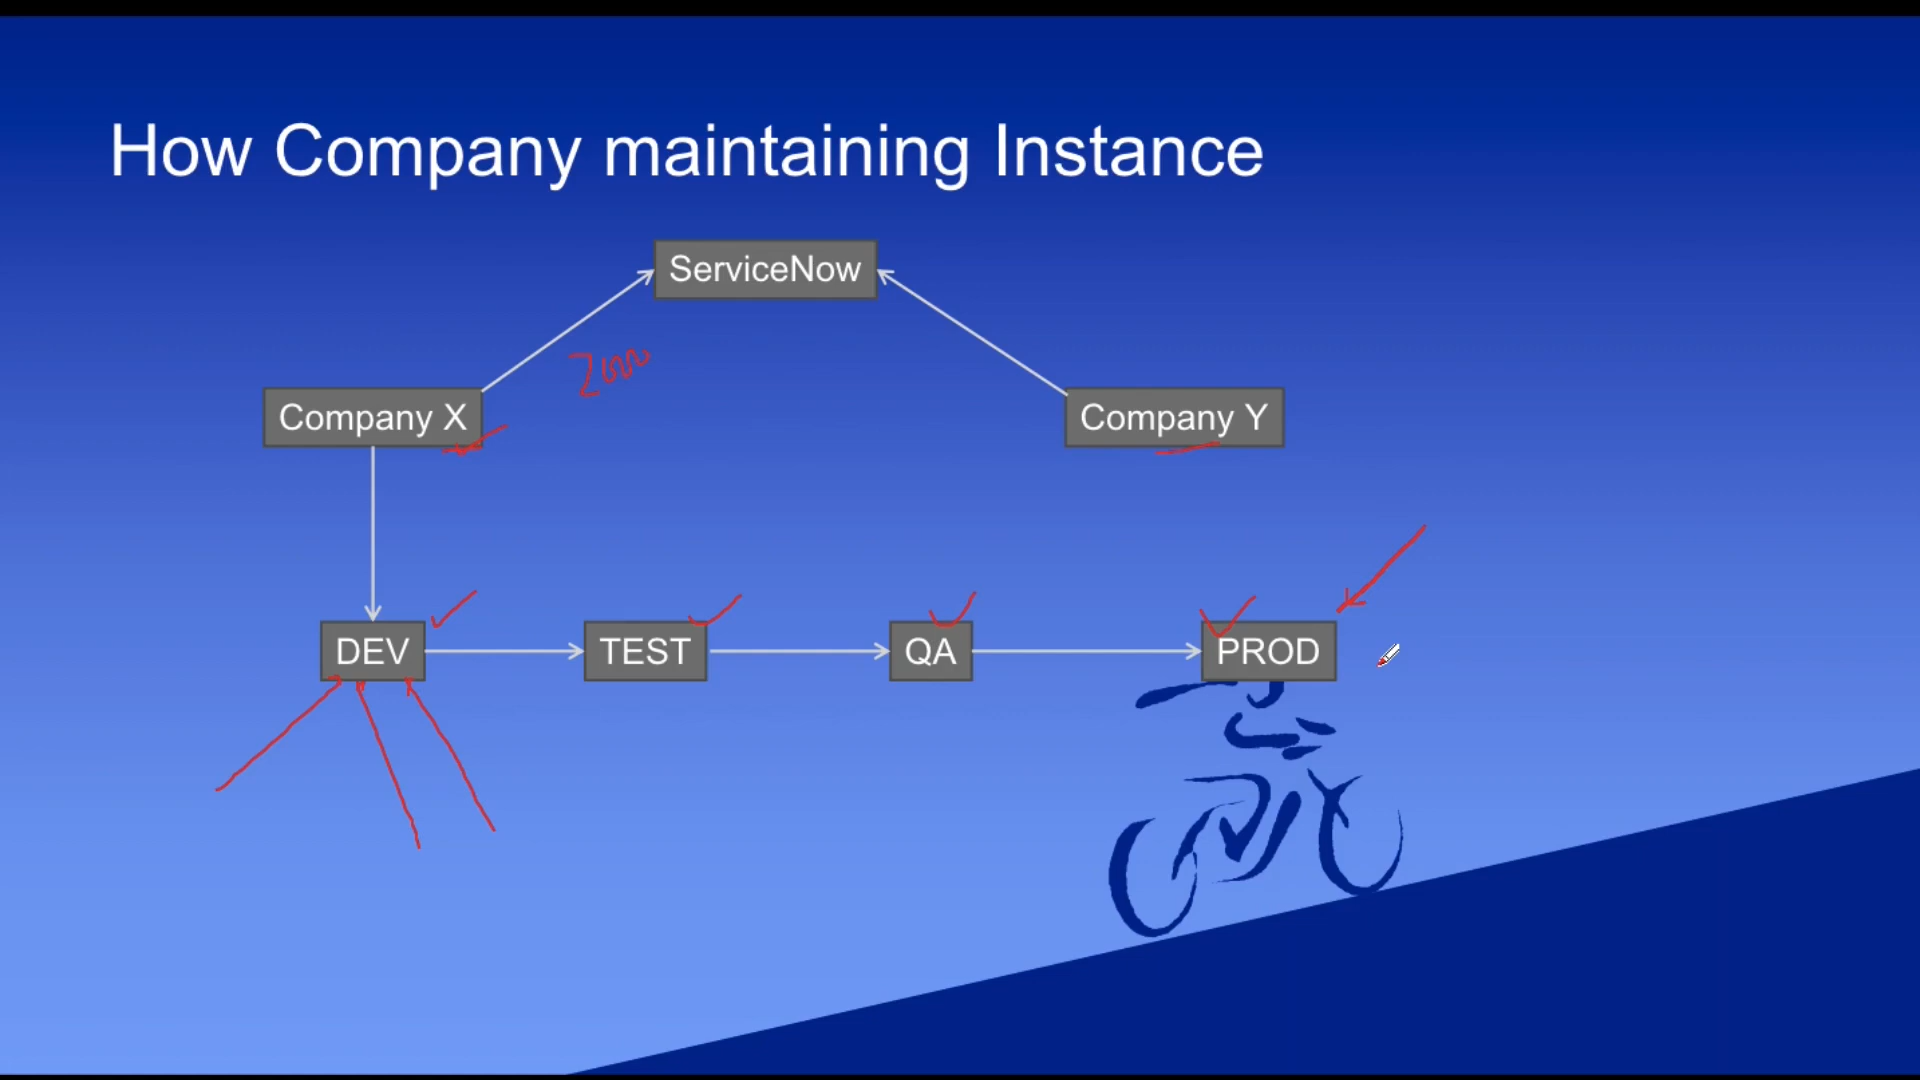 How Company maintaining Instance
ServiceNow
Company X
Company Y
DEV
TEST
QA
PROD